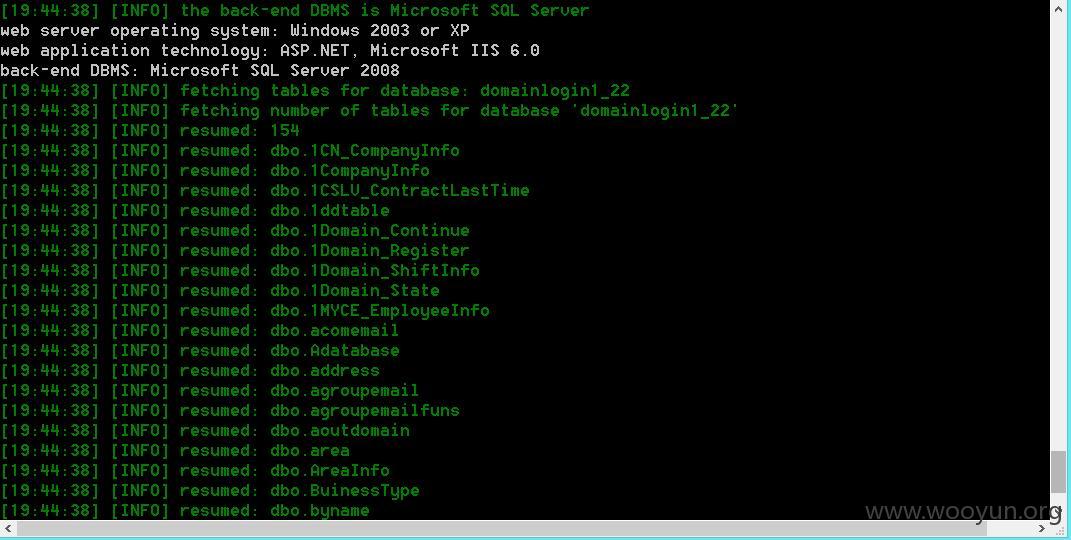 [19:44:38] [INFO] the back-end DBMS is Microsoft SQL Server
web server operating system: Windows 2003 or XP
web application technology: ASP.NET, Microsoft IIS 6.0
back-end DBMS: Microsoft SQL Server 2008
[19:44:38] [INFO] fetching tables for database: domainlogin1_22
[19:44:38] [INFO] fetching number of tables for database 'domainlogin1_22'
[19:44:38] [INFO] resumed: 154
[19:44:38] [INFO] resumed: dbo.1CN_CompanyInfo
[19:44:38] [INFO] resumed: dbo.1CompanyInfo
[19:44:38] [INFO] resumed: dbo.1CSLV_ContractLastTime
[19:44:38] [INFO] resumed: dbo.1ddtable
[19:44:38] [INFO] resumed: dbo.1Domain_Continue
[19:44:38] [INFO] resumed: dbo.1Domain_Register
[19:44:38] [INFO] resumed: dbo.1Domain_ShiftInfo
[19:44:38] [INFO] resumed: dbo.1Domain_State
[19:44:38] [INFO] resumed: dbo.1MYCE_EmployeeInfo
[19:44:38] [INFO] resumed: dbo.acomemail
[19:44:38] [INFO] resumed: dbo.Adatabase
[19:44:38] [INFO] resumed: dbo.address
[19:44:38] [INFO] resumed: dbo.agroupemail
[19:44:38] [INFO] resumed: dbo.agroupemailfuns
[19:44:38] [INFO] resumed: dbo.aoutdomain
[19:44:38] [INFO] resumed: dbo.area
[19:44:38] [INFO] resumed: dbo.AreaInfo
[19:44:38] [INFO] resumed: dbo.BuinessType
[19:44:38] [INFO] resumed: dbo.byname
www.wooyun.org